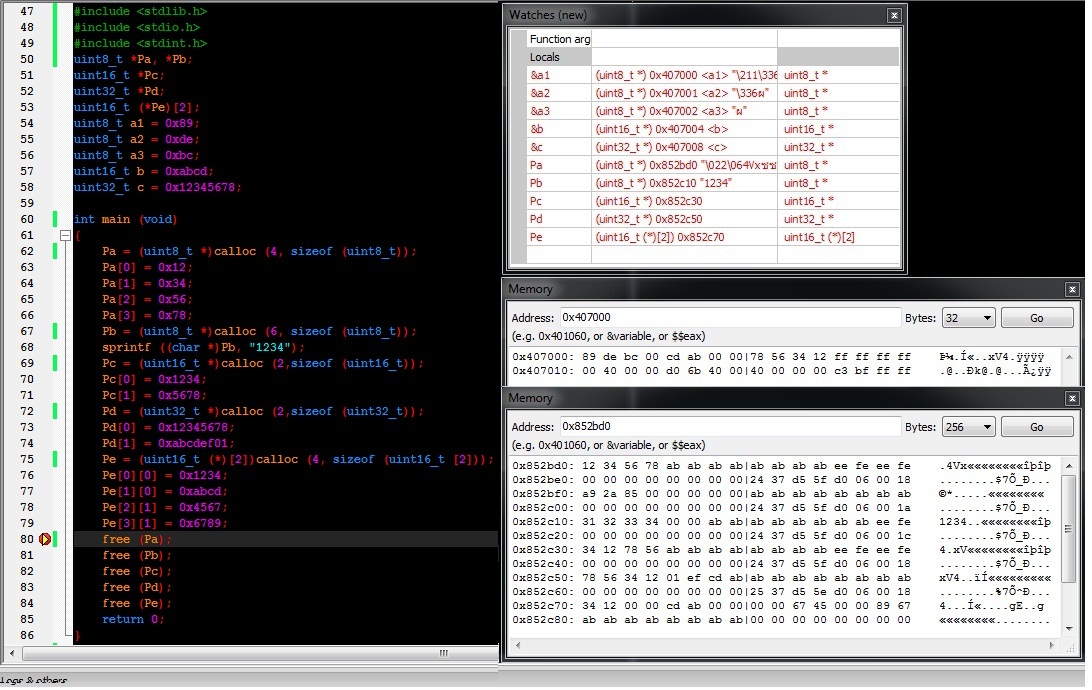 47 #include <stdlib.h>
48 #include <stdio.h>
49 #include <stdint.h>
50 uint8_t *Pa, *Pb;
51 uint16_t *Pc;
52 uint32_t *Pd;
53 uint16_t (*Pe)[2];
54 uint8_t a1 = 0x89;
55 uint8_t a2 = 0xde;
56 uint8_t a3 = 0xbc;
57 uint16_t b = 0xabcd;
58 uint32_t c = 0x12345678;
59
60 int main (void)
61 {
62 Pa = (uint8_t *)calloc (4, sizeof (uint8_t));
63 Pa[0] = 0x12;
64 Pa[1] = 0x34;
65 Pa[2] = 0x56;
66 Pa[3] = 0x78;
67 Pb = (uint8_t *)calloc (6, sizeof (uint8_t));
68 sprintf ((char *)Pb, "1234");
69 Pc = (uint16_t *)calloc (2,sizeof (uint16_t));
70 Pc[0] = 0x1234;
71 Pc[1] = 0x5678;
72 Pd = (uint32_t *)calloc (2,sizeof (uint32_t));
73 Pd[0] = 0x12345678;
74 Pd[1] = 0xabcdef01;
75 Pe = (uint16_t (*)[2])calloc (4, sizeof (uint16_t [2]));
76 Pe[0][0] = 0x1234;
77 Pe[1][0] = 0xabcd;
78 Pe[2][1] = 0x4567;
79 Pe[3][1] = 0x6789;
80 free (Pa);
81 free (Pb);
82 free (Pc);
83 free (Pd);
84 free (Pe);
85 return 0;
86 }
Logs & others
Watches (new)
Function arg
Locals
&a1 (uint8_t *) 0x407000 <a1> "\211\336 uint8_t *
&a2 (uint8_t *) 0x407001 <a2> "\336ผ" uint8_t *
&a3 (uint8_t *) 0x407002 <a3> "ผ" uint8_t *
&b (uint16_t *) 0x407004 <b> uint16_t *
&c (uint32_t *) 0x407008 <c> uint32_t *
Pa (uint8_t *) 0x852bd0 "\022\064Vxซซ uint8_t *
Pb (uint8_t *) 0x852c10 "1234" uint8_t *
Pc (uint16_t *) 0x852c30 uint16_t *
Pd (uint32_t *) 0x852c50 uint32_t *
Pe (uint16_t (*)[2]) 0x852c70 uint16_t (*)[2]
Memory
Address: 0x407000 Bytes: 32 Go
(e.g. 0x401060, or &variable, or $$eax)
0x407000: 89 de bc 00 cd ab 00 00|78 56 34 12 ff ff ff ff .Þ¼.Í«..xV4.ÿÿÿÿ
0x407010: 00 40 00 00 d0 6b 40 00|40 00 00 00 c3 bf ff ff .@..Ðk@.@...Ã¿ÿÿ
Memory
Address: 0x852bd0 Bytes: 256 Go
(e.g. 0x401060, or &variable, or $$eax)
0x852bd0: 12 34 56 78 ab ab ab ab|ab ab ab ab ee fe ee fe .4Vx««««««««îþîþ
0x852be0: 00 00 00 00 00 00 00 00|24 37 d5 5f d0 06 00 18 ........$7Õ_Ð...
0x852bf0: a9 2a 85 00 00 00 00 00|ab ab ab ab ab ab ab ab ©*......««««««««
0x852c00: 00 00 00 00 00 00 00 00|24 37 d5 5f d0 06 00 1a ........$7Õ_Ð...
0x852c10: 31 32 33 34 00 00 ab ab|ab ab ab ab ab ab ee fe 1234..««««««««îþ
0x852c20: 00 00 00 00 00 00 00 00|24 37 d5 5f d0 06 00 1c ........$7Õ_Ð...
0x852c30: 34 12 78 56 ab ab ab ab|ab ab ab ab ee fe ee fe 4.xV««««««««îþîþ
0x852c40: 00 00 00 00 00 00 00 00|24 37 d5 5f d0 06 00 18 ........$7Õ_Ð...
0x852c50: 78 56 34 12 01 ef cd ab|ab ab ab ab ab ab ab ab xV4..ïÍ«««««««««
0x852c60: 00 00 00 00 00 00 00 00|25 37 d5 5e d0 06 00 18 ........%7Õ^Ð...
0x852c70: 34 12 00 00 cd ab 00 00|00 00 67 45 00 00 89 67 4...Í«....gE...g
0x852c80: ab ab ab ab ab ab ab ab|00 00 00 00 00 00 00 00 ««««««««........